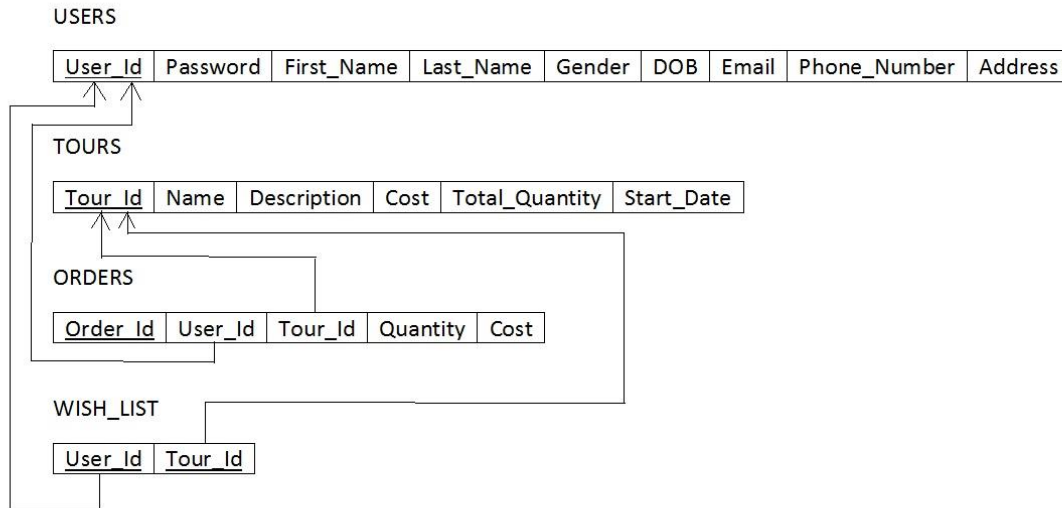 USERS
User_Id Password First_Name Last_Name Gender DOB Email Phone_Number Address
TOURS
Tour_Id Name Description Cost Total_Quantity Start_Date
ORDERS
Order_Id User_Id Tour_Id Quantity Cost
WISH_LIST
User_Id Tour_Id